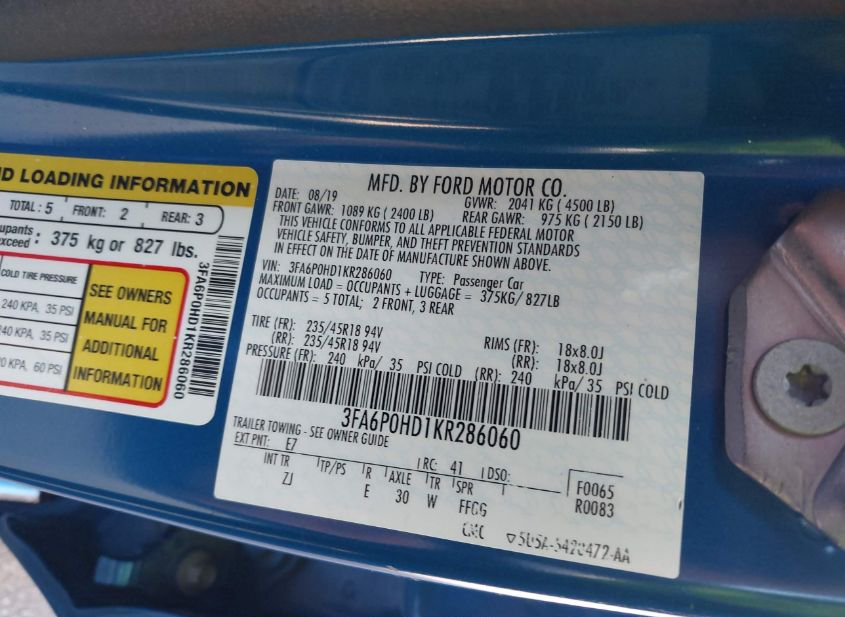 ND LOADING INFORMATION
TOTAL: 5 FRONT: 2 REAR: 3
upants
exceed: 375 kg or 827 lbs.
COLD TIRE PRESSURE
240 KPA, 35 PSI
240 KPA, 35 PSI
0 KPA, 60 PSI
SEE OWNERS
MANUAL FOR
ADDITIONAL
INFORMATION
3FA6P0HD1KR286060
MFD. BY FORD MOTOR CO.
DATE: 08/19 GVWR: 2041 KG ( 4500 LB)
FRONT GAWR: 1089 KG ( 2400 LB) REAR GAWR: 975 KG ( 2150 LB)
THIS VEHICLE CONFORMS TO ALL APPLICABLE FEDERAL MOTOR
VEHICLE SAFETY, BUMPER, AND THEFT PREVENTION STANDARDS
IN EFFECT ON THE DATE OF MANUFACTURE SHOWN ABOVE.
VIN: 3FA6P0HD1KR286060 TYPE: Passenger Car
MAXIMUM LOAD = OCCUPANTS + LUGGAGE = 375KG/827LB
OCCUPANTS = 5 TOTAL; 2 FRONT, 3 REAR
TIRE (FR): 235/45R18 94V RIMS (FR): 18x8.0J
(RR): 235/45R18 94V (RR): 18x8.0J
PRESSURE (FR): 240 kPa/ 35 PSI COLD (RR): 240 kPa/ 35 PSI COLD
3FA6P0HD1KR286060
TRAILER TOWING - SEE OWNER GUIDE
EXT PNT: E7 RC: 41 DSO: F0065
INT TR TP/PS R AXLE TR SPR R0083
ZJ E 30 W FFCG